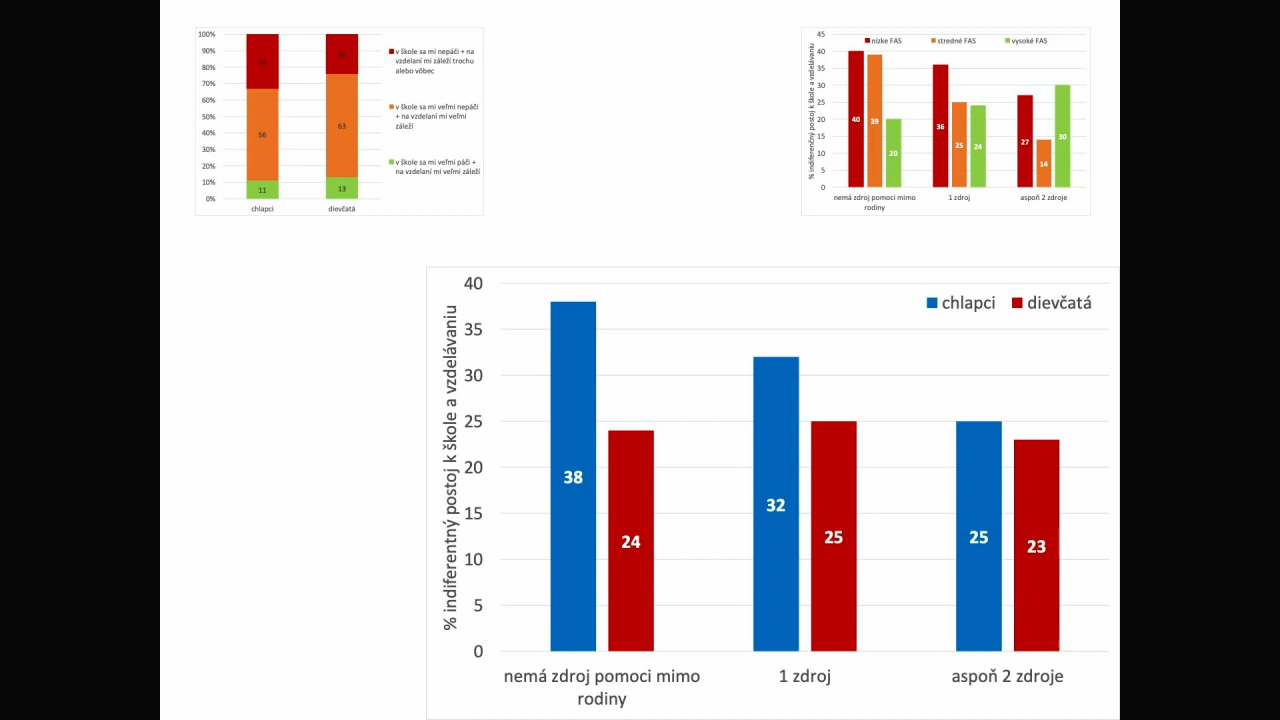 100%
90%
80%
70%
60%
50%
40%
30%
20%
10%
0%
56
11
63
13
chlapci
dievčatá
v škole sa mi nepáči + na
vzdelaní mi záleží trochu
alebo vôbec
v škole sa mi veľmi nepáči
+ na vzdelaní mi veľmi
záleží
v škole sa mi veľmi páči +
na vzdelaní mi veľmi záleží
% indiferentný postoj k škole a vzdelávaniu
45
40
35
30
25
20
15
10
5
0
nízke FAS
stredné FAS
vysoké FAS
40
39
20
36
25
24
27
14
30
nemá zdroj pomoci mimo
rodiny
1 zdroj
aspoň 2 zdroje
% indiferentný postoj k škole a vzdelávaniu
40
35
30
25
20
15
10
5
0
chlapci
dievčatá
38
24
32
25
25
23
nemá zdroj pomoci mimo
rodiny
1 zdroj
aspoň 2 zdroje